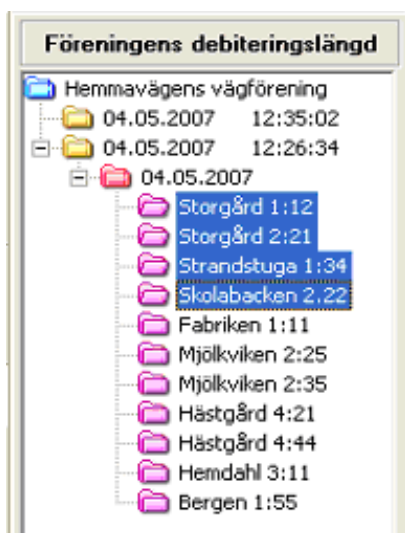 Föreningens debiteringslängd
Hemmavägens vägförening
04.05.2007 12:35:02
04.05.2007 12:26:34
04.05.2007
Storgård 1:12
Storgård 2:21
Strandstuga 1:34
Skolabacken 2.22
Fabriken 1:11
Mjölkviken 2:25
Mjölkviken 2:35
Hästgård 4:21
Hästgård 4:44
Hemdahl 3:11
Bergen 1:55